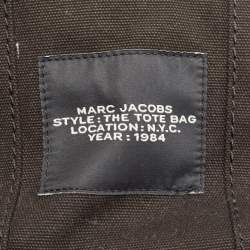 MARC JACOBS
STYLE: THE TOTE BAG
LOCATION: N.Y.C.
YEAR: 1984